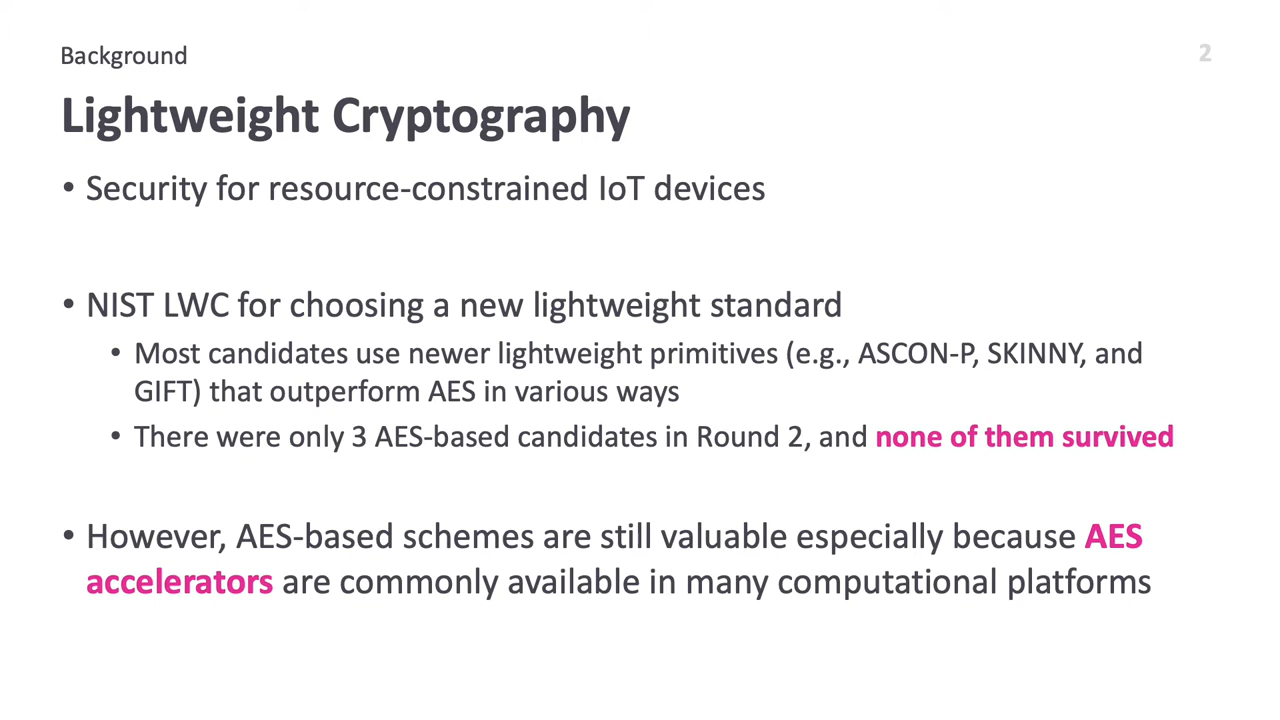 Background
2
Lightweight Cryptography
• Security for resource-constrained IoT devices
• NIST LWC for choosing a new lightweight standard
• Most candidates use newer lightweight primitives (e.g., ASCON-P, SKINNY, and
GIFT) that outperform AES in various ways
• There were only 3 AES-based candidates in Round 2, and none of them survived
• However, AES-based schemes are still valuable especially because AES
accelerators are commonly available in many computational platforms